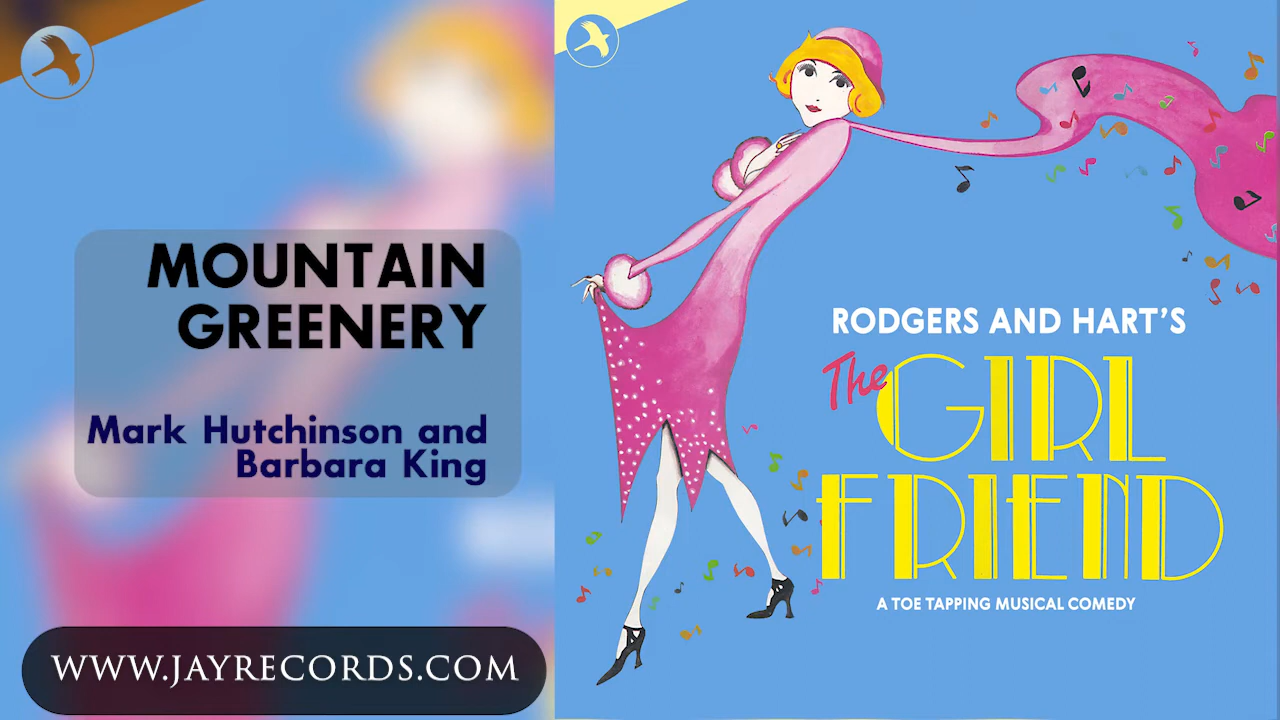 MOUNTAIN
GREENERY
Mark Hutchinson and
Barbara King
WWW.JAYRECORDS.COM
RODGERS AND HART'S
The GIRL
FRIEND
A TOE TAPPING MUSICAL COMEDY